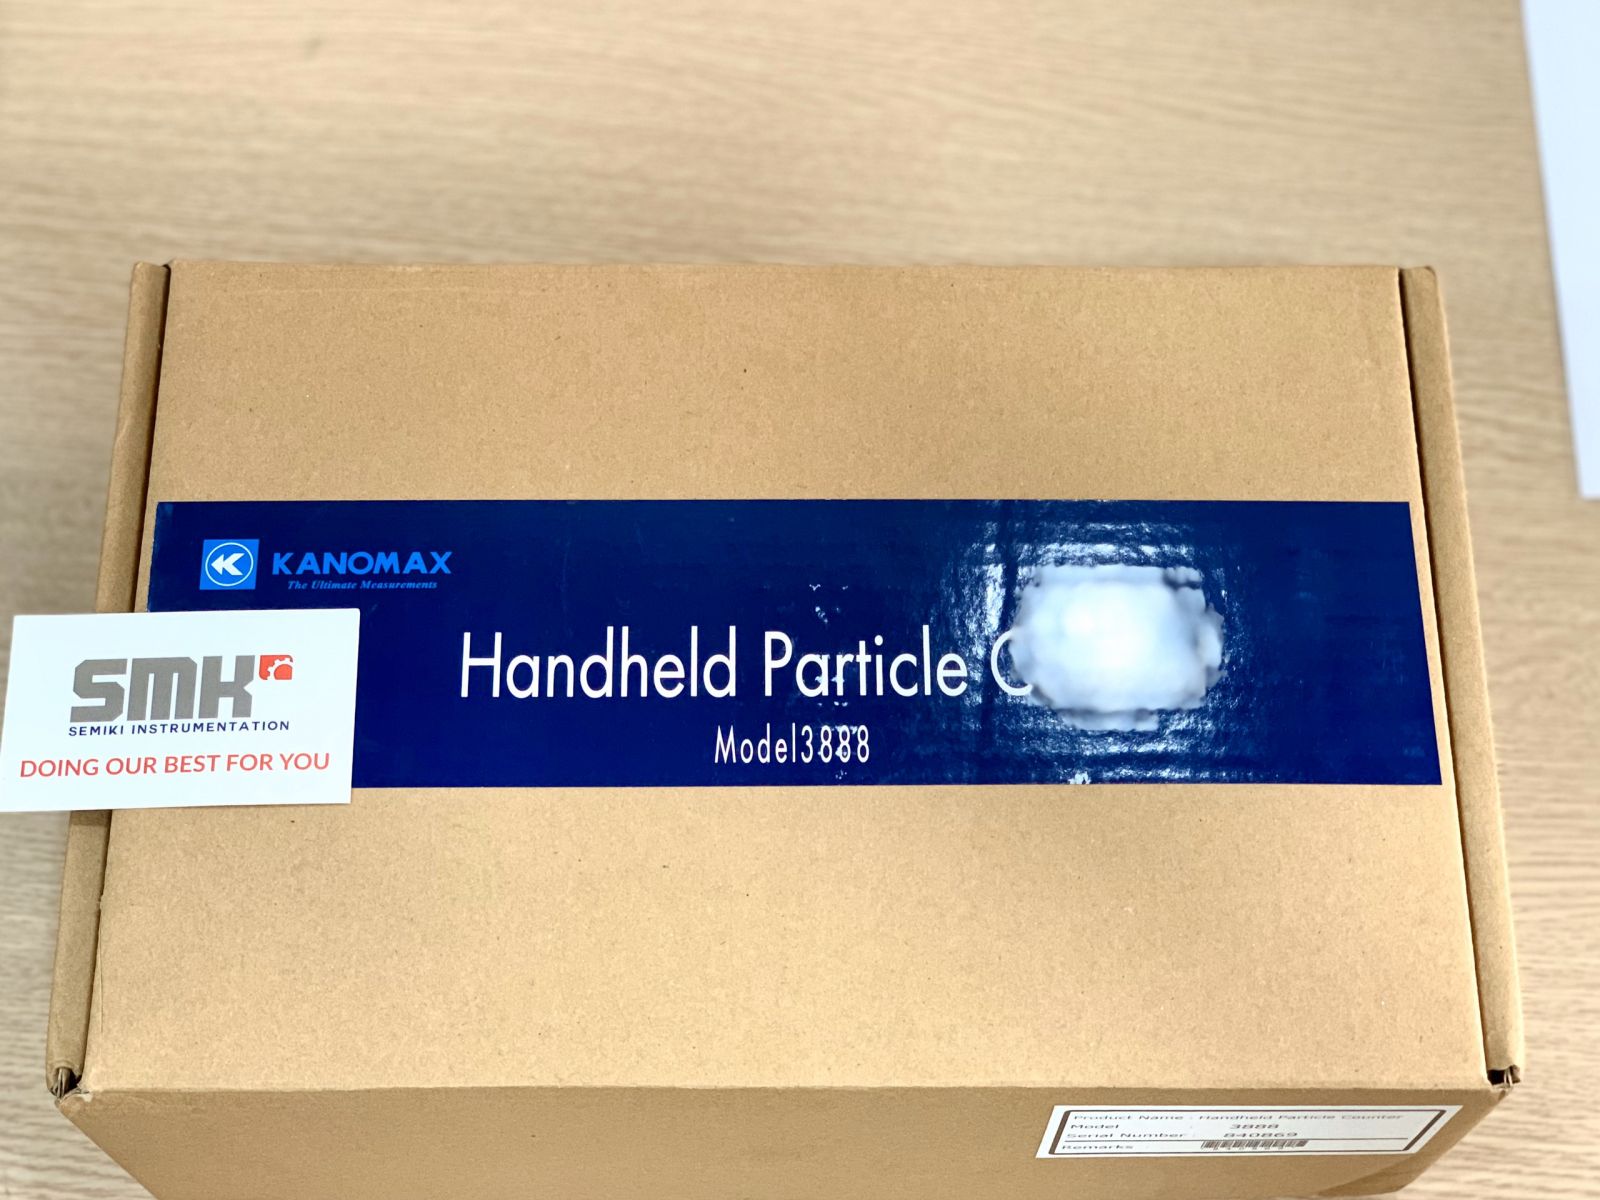 KANOMAX
The Ultimate Measurements
Handheld Particle
Model3888
SMK
SEMIKI INSTRUMENTATION
DOING OUR BEST FOR YOU
Product Name : Handheld Particle Counter
Model : 3888
Serial Number : 840869
Remarks